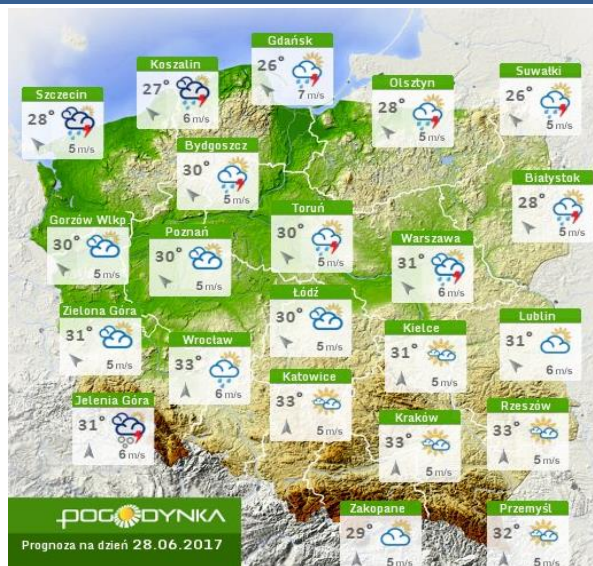 Gdańsk
26°
7 m/s
Koszalin
27°
6 m/s
Suwałki
26°
5 m/s
Olsztyn
28°
5 m/s
Szczecin
28°
5 m/s
Bydgoszcz
30°
5 m/s
Białystok
28°
5 m/s
Toruń
30°
5 m/s
Gorzów Wlkp
30°
5 m/s
Poznań
30°
5 m/s
Warszawa
31°
6 m/s
Łódź
30°
5 m/s
Zielona Góra
31°
5 m/s
Lublin
31°
6 m/s
Kielce
31°
5 m/s
Wrocław
33°
6 m/s
Katowice
33°
5 m/s
Jelenia Góra
31°
6 m/s
Rzeszów
33°
5 m/s
Kraków
33°
5 m/s
Zakopane
29°
5 m/s
Przemyśl
32°
5 m/s
POGODYNKA
Prognoza na dzień 28.06.2017